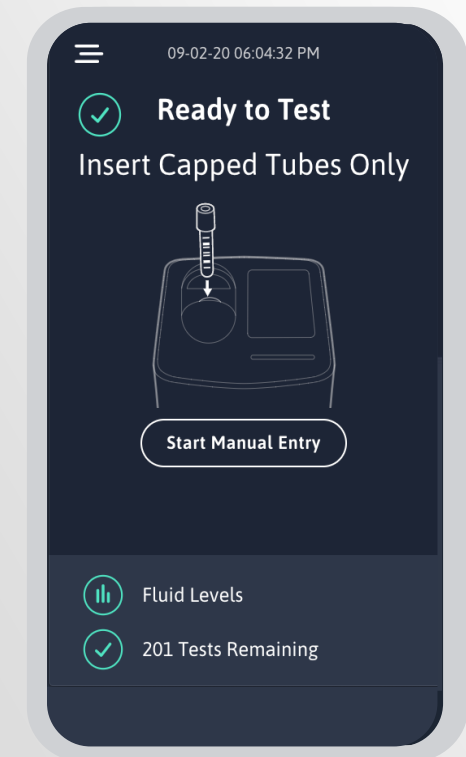 09-02-20 06:04:32 PM
Ready to Test
Insert Capped Tubes Only
Start Manual Entry
Fluid Levels
201 Tests Remaining